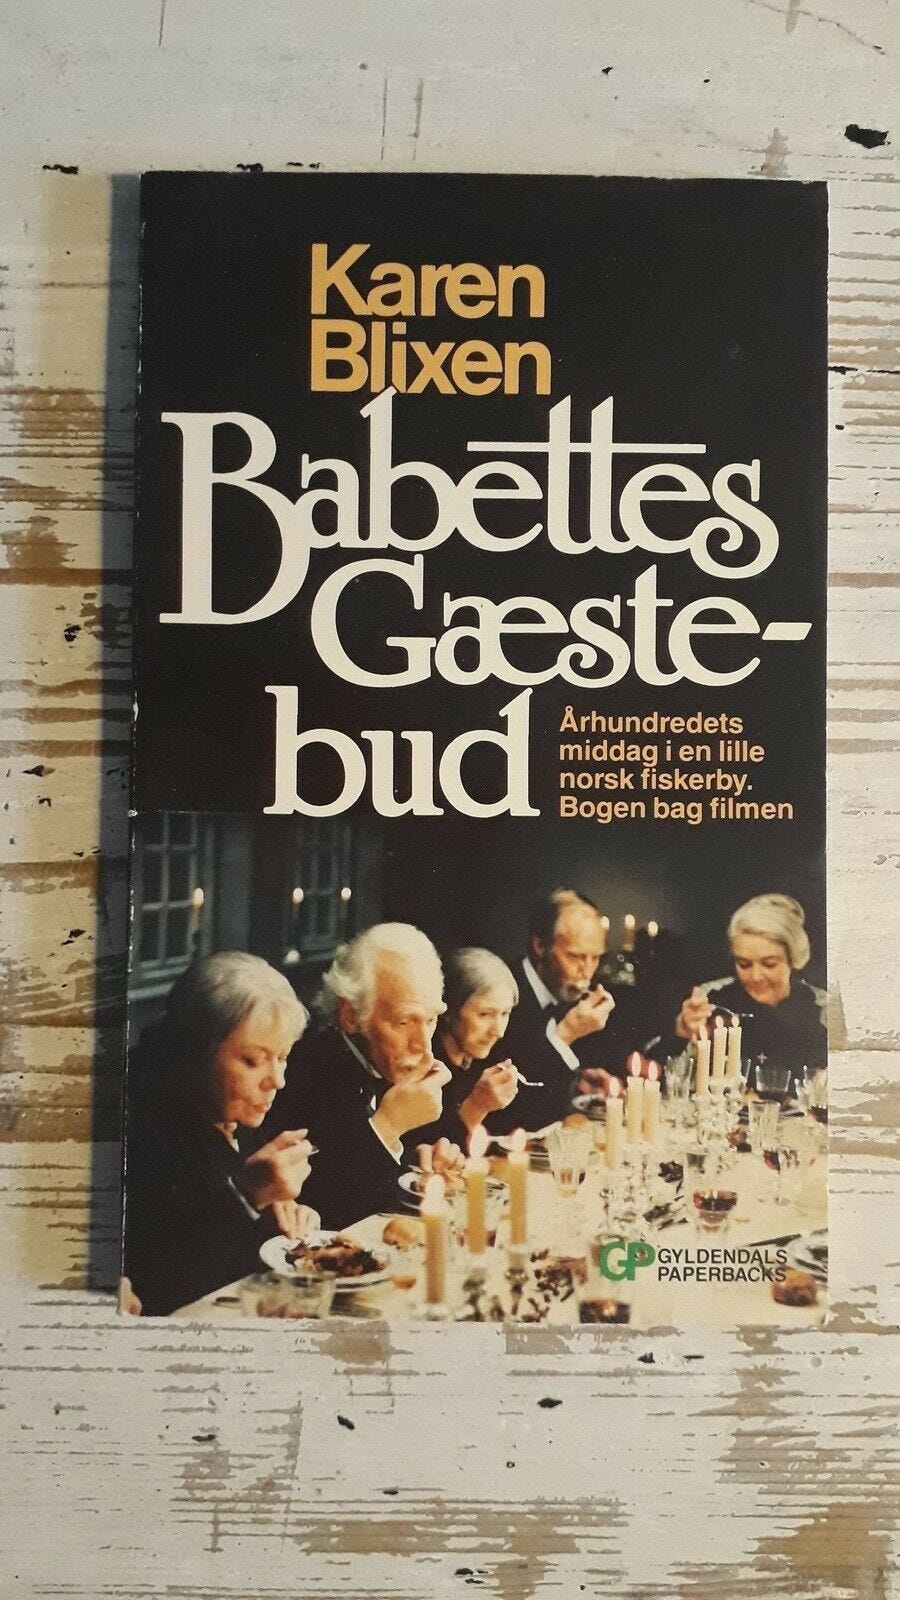 Karen
Blixen
Babettes
Gæste-
bud
Århundredets
middag i en lille
norsk fiskerby.
Bogen bag filmen
GP GYLDENDALS
PAPERBACKS